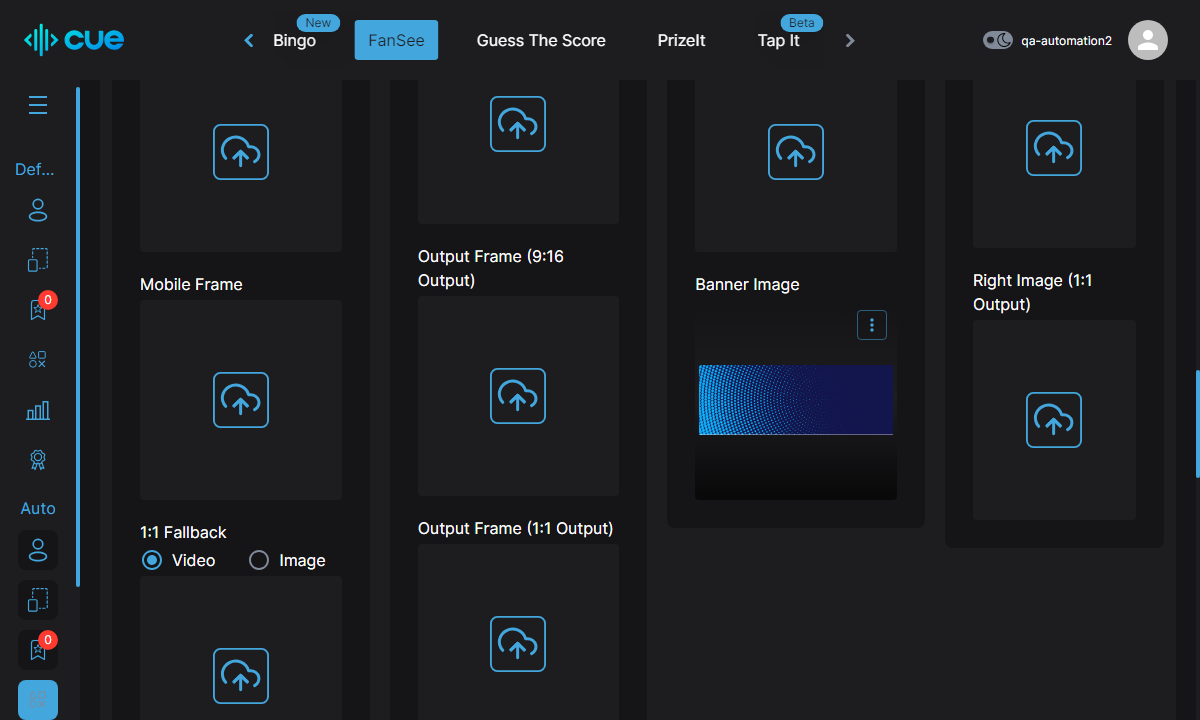 cue
New
Bingo
FanSee
Guess The Score
PrizeIt
Beta
Tap It
qa-automation2
Def...
0
Auto
0
Mobile Frame
1:1 Fallback
Video
Image
Output Frame (9:16
Output)
Output Frame (1:1 Output)
Banner Image
Right Image (1:1
Output)